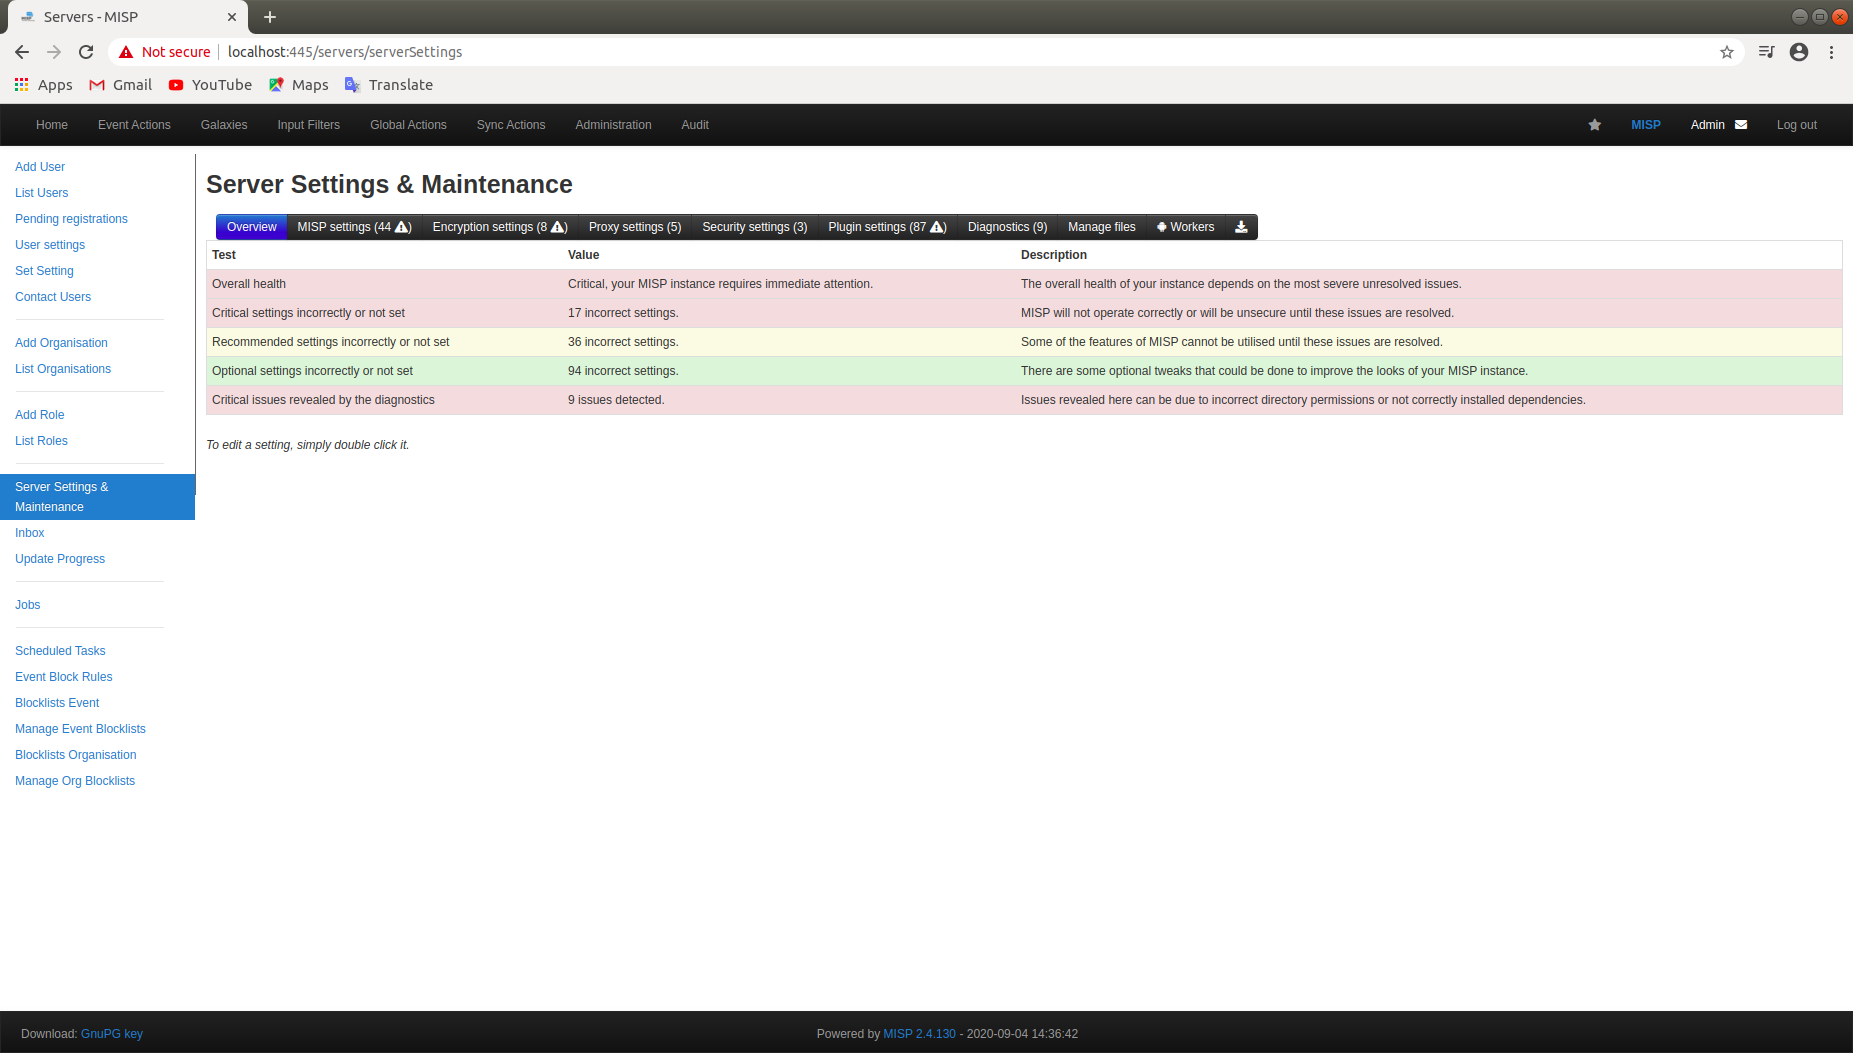 Servers - MISP
Not secure | localhost:445/servers/serverSettings
Apps Gmail YouTube Maps Translate
Home Event Actions Galaxies Input Filters Global Actions Sync Actions Administration Audit MISP Admin Log out
Add User
List Users
Pending registrations
User settings
Set Setting
Contact Users
Add Organisation
List Organisations
Add Role
List Roles
Server Settings &
Maintenance
Inbox
Update Progress
Jobs
Scheduled Tasks
Event Block Rules
Blocklists Event
Manage Event Blocklists
Blocklists Organisation
Manage Org Blocklists
Server Settings & Maintenance
Overview MISP settings (44 ) Encryption settings (8 ) Proxy settings (5) Security settings (3) Plugin settings (87 ) Diagnostics (9) Manage files Workers
Test Value Description
Overall health Critical, your MISP instance requires immediate attention. The overall health of your instance depends on the most severe unresolved issues.
Critical settings incorrectly or not set 17 incorrect settings. MISP will not operate correctly or will be unsecure until these issues are resolved.
Recommended settings incorrectly or not set 36 incorrect settings. Some of the features of MISP cannot be utilised until these issues are resolved.
Optional settings incorrectly or not set 94 incorrect settings. There are some optional tweaks that could be done to improve the looks of your MISP instance.
Critical issues revealed by the diagnostics 9 issues detected. Issues revealed here can be due to incorrect directory permissions or not correctly installed dependencies.
To edit a setting, simply double click it.
Download: GnuPG key Powered by MISP 2.4.130 - 2020-09-04 14:36:42